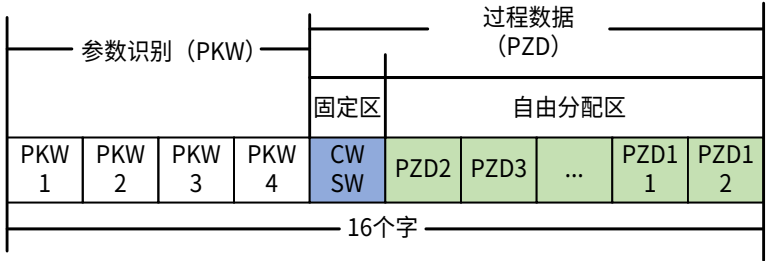 过程数据
（PZD）
参数识别（PKW）
固定区
自由分配区
PKW
1
PKW
2
PKW
3
PKW
4
CW
SW
PZD2
PZD3
...
PZD1
1
PZD1
2
16个字